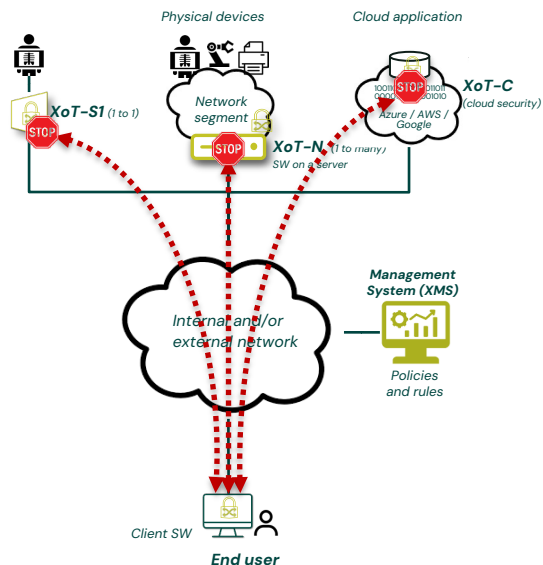 Physical devices
Cloud application
XoT-S1 (1 to 1)
STOP
Network
segment
STOP
XoT-N (1 to many)
SW on a server
STOP
Azure / AWS /
Google
XoT-C
(cloud security)
Internal and/or
external network
Management
System (XMS)
Policies
and rules
Client SW
End user